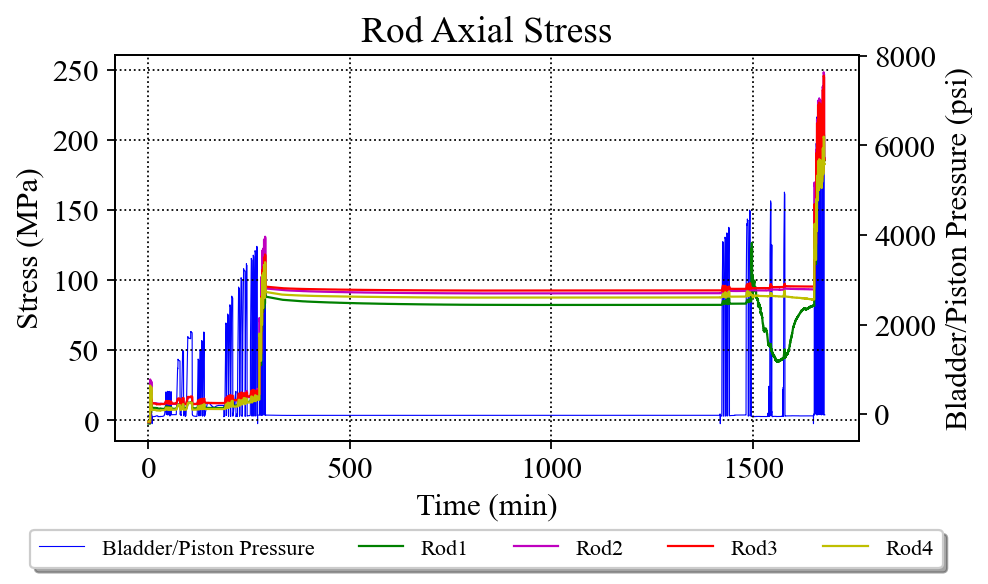 Rod Axial Stress
250
200
150
100
50
0
Stress (MPa)
8000
6000
4000
2000
0
Bladder/Piston Pressure (psi)
0 500 1000 1500
Time (min)
Bladder/Piston Pressure Rod1 Rod2 Rod3 Rod4